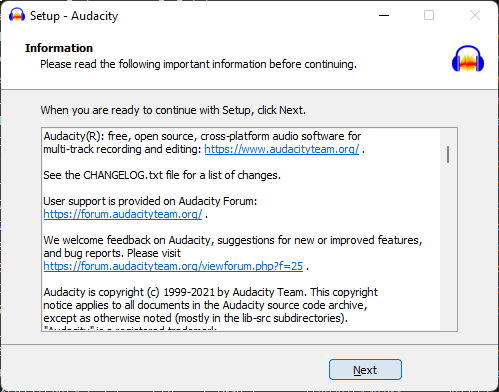 Setup - Audacity
Information
Please read the following important information before continuing.
When you are ready to continue with Setup, click Next.
Audacity(R): free, open source, cross-platform audio software for
multi-track recording and editing: https://www.audacityteam.org/ .
See the CHANGELOG.txt file for a list of changes.
User support is provided on Audacity Forum:
https://forum.audacityteam.org/ .
We welcome feedback on Audacity, suggestions for new or improved features,
and bug reports. Please visit
https://forum.audacityteam.org/viewforum.php?f=25 .
Audacity is copyright (c) 1999-2021 by Audacity Team. This copyright
notice applies to all documents in the Audacity source code archive,
except as otherwise noted (mostly in the lib-src subdirectories).
"Audacity" is a registered trademark
Next